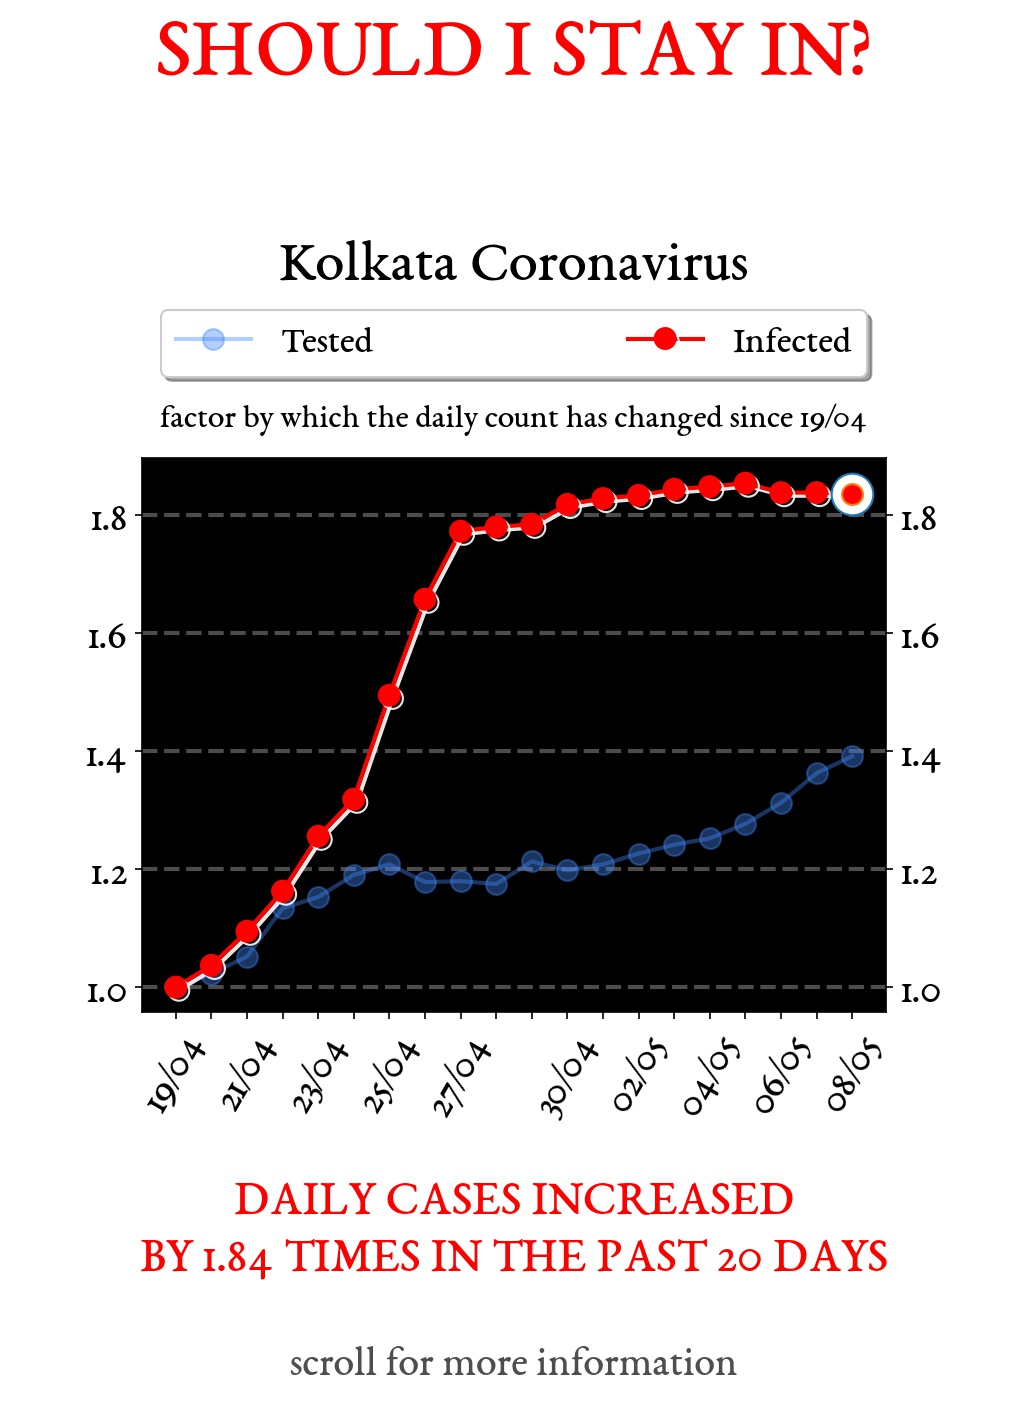 SHOULD I STAY IN?
Kolkata Coronavirus
Tested Infected
factor by which the daily count has changed since 19/04
1.8 1.8
1.6 1.6
1.4 1.4
1.2 1.2
1.0 1.0
19/04 21/04 23/04 25/04 27/04 30/04 02/05 04/05 06/05 08/05
DAILY CASES INCREASED
BY 1.84 TIMES IN THE PAST 20 DAYS
scroll for more information